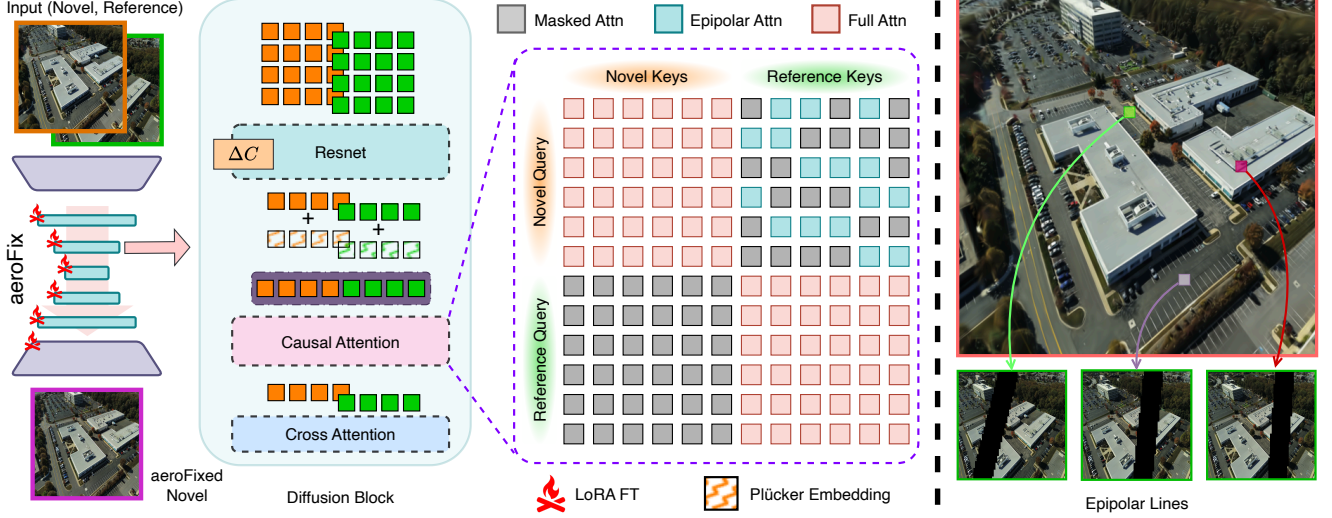 Input (Novel, Reference)
aeroFix
aeroFixed
Novel
ΔC
Resnet
+
+
Causal Attention
Cross Attention
Diffusion Block
Masked Attn
Epipolar Attn
Full Attn
Novel Keys
Reference Keys
Novel Query
Reference Query
LoRA FT
Plücker Embedding
Epipolar Lines